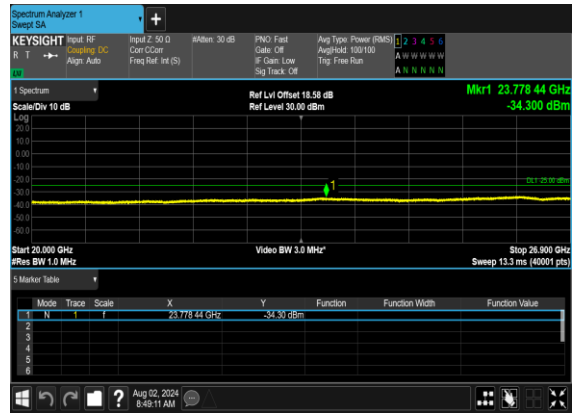 Spectrum Analyzer 1
Swept SA
+
KEYSIGHT Input: RF Input Z: 50 Ω #Atten: 30 dB PNO: Fast Avg Type: Power (RMS) 1 2 3 4 5 6
R T Coupling: DC Corr CCorr Gate: Off Avg|Hold: 100/100 A W W W W W
Align: Auto Freq Ref: Int (S) IF Gain: Low Trig: Free Run
Sig Track: Off A N N N N N
1 Spectrum Ref Lvl Offset 18.58 dB Mkr1 23.778 44 GHz
Scale/Div 10 dB Ref Level 30.00 dBm -34.300 dBm
Log
20.0
10.0
0.00
-10.0
-20.0
DL1 -25.00 dBm
1
-30.0
-40.0
-50.0
-60.0
Start 20.000 GHz Video BW 3.0 MHz* Stop 26.900 GHz
#Res BW 1.0 MHz Sweep 13.3 ms (40001 pts)
5 Marker Table
Mode Trace Scale X Y Function Function Width Function Value
1 N 1 f 23.778 44 GHz -34.30 dBm
2
3
4
5
6
? Aug 02, 2024
8:49:11 AM